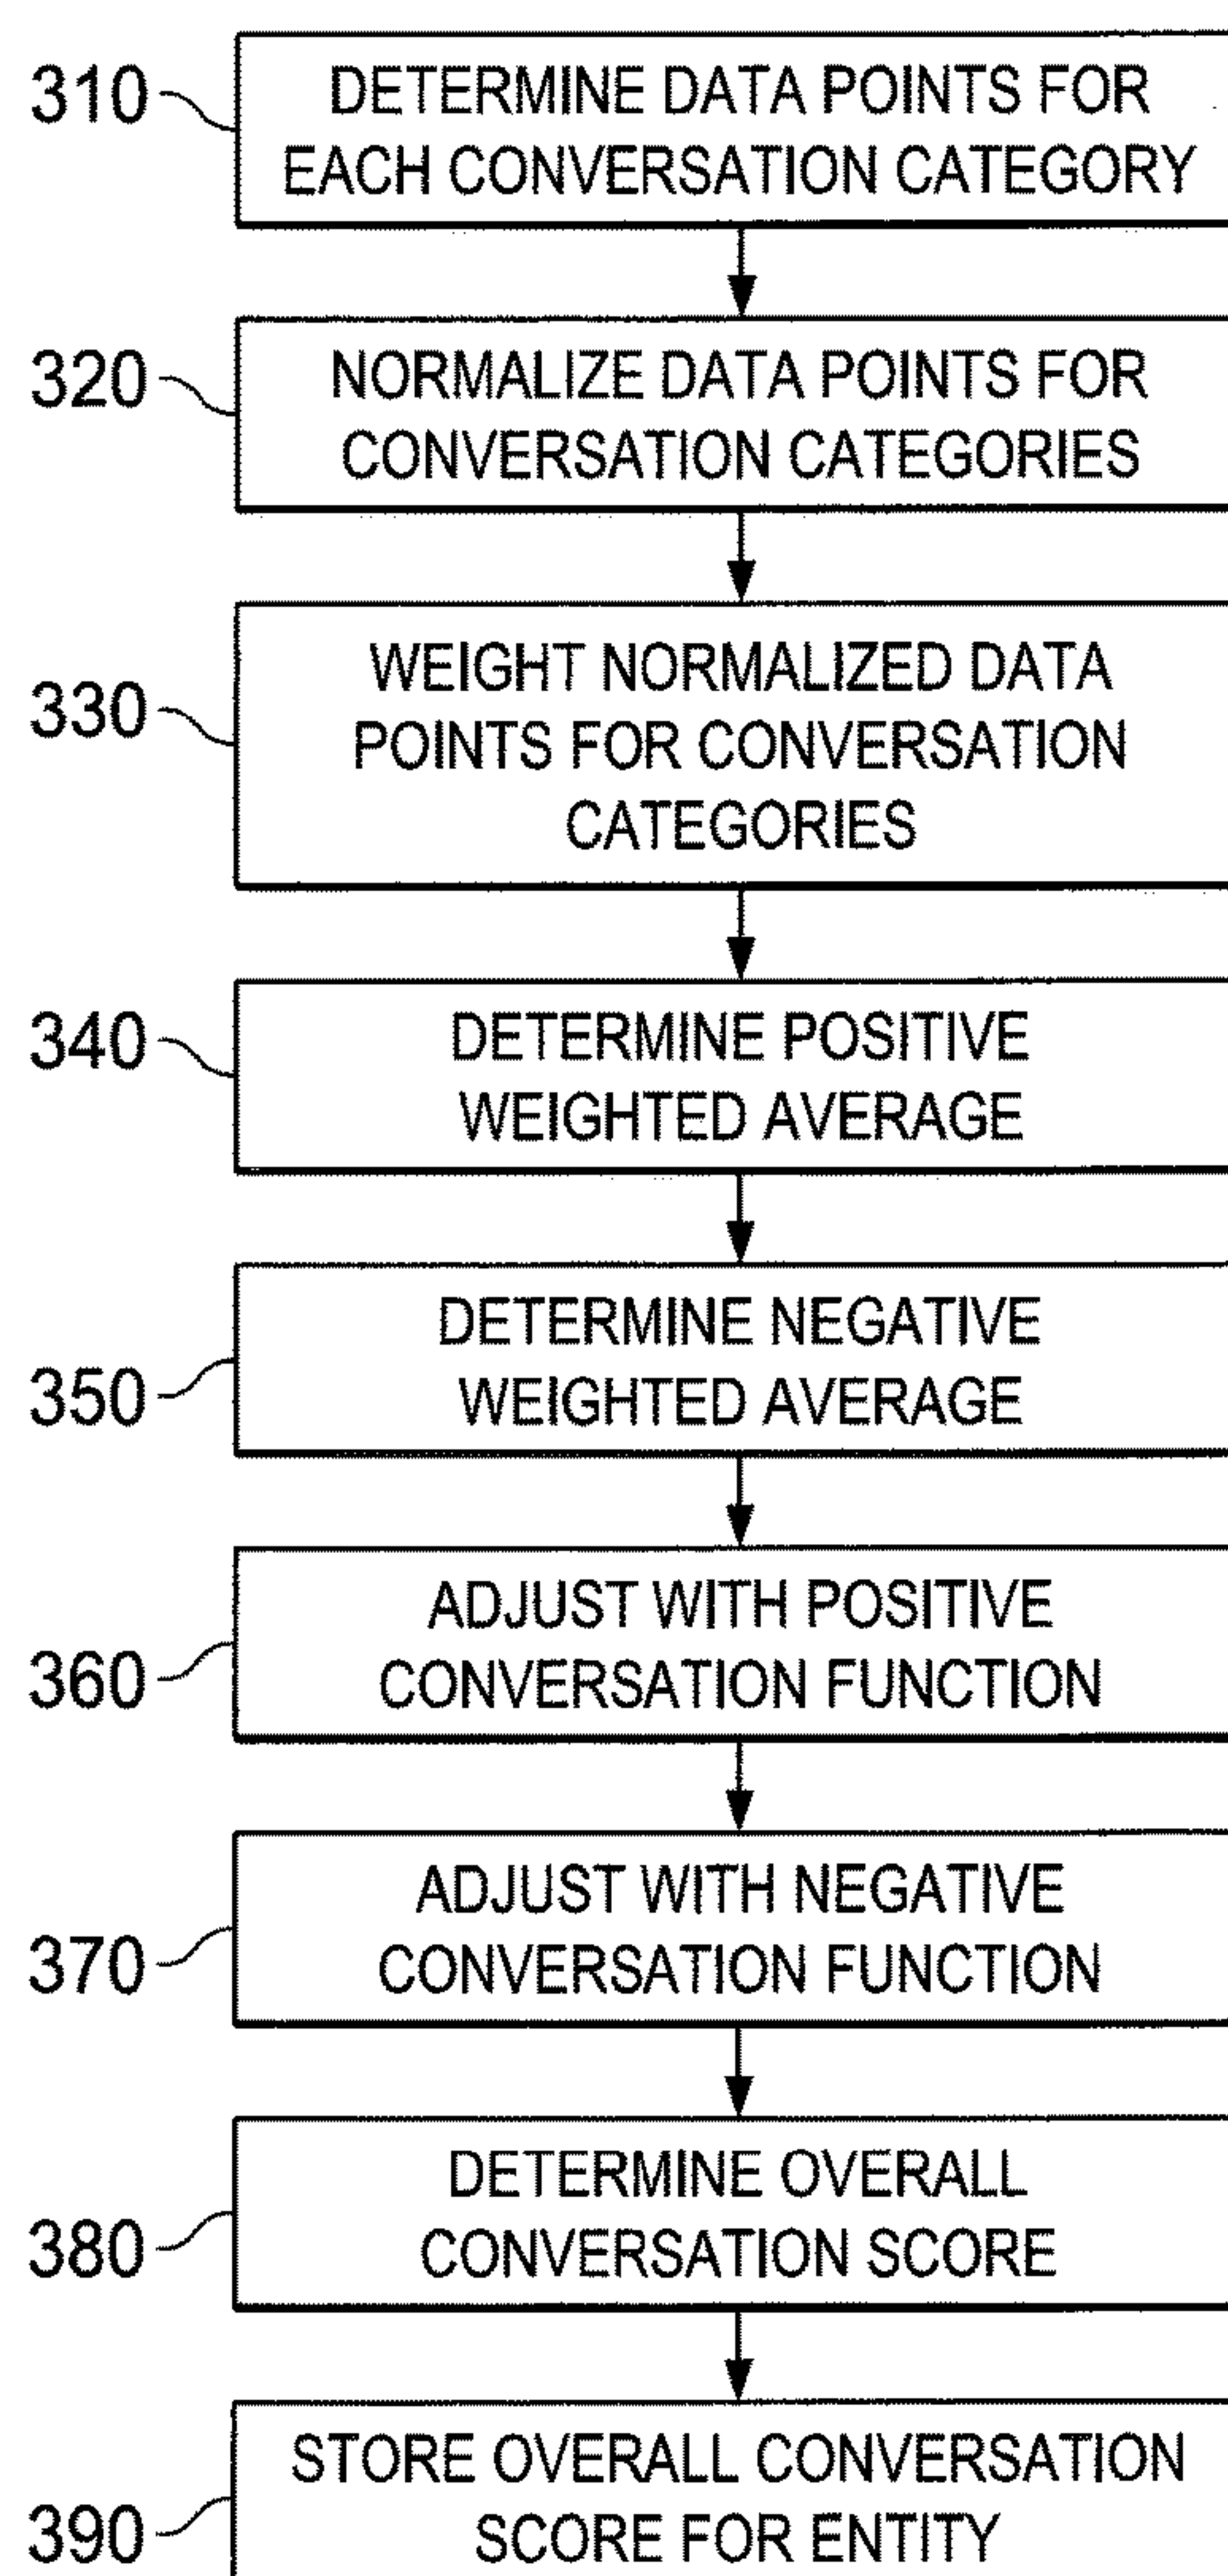 310
DETERMINE DATA POINTS FOR
EACH CONVERSATION CATEGORY
320
NORMALIZE DATA POINTS FOR
CONVERSATION CATEGORIES
330
WEIGHT NORMALIZED DATA
POINTS FOR CONVERSATION
CATEGORIES
340
DETERMINE POSITIVE
WEIGHTED AVERAGE
350
DETERMINE NEGATIVE
WEIGHTED AVERAGE
360
ADJUST WITH POSITIVE
CONVERSATION FUNCTION
370
ADJUST WITH NEGATIVE
CONVERSATION FUNCTION
380
DETERMINE OVERALL
CONVERSATION SCORE
390
STORE OVERALL CONVERSATION
SCORE FOR ENTITY